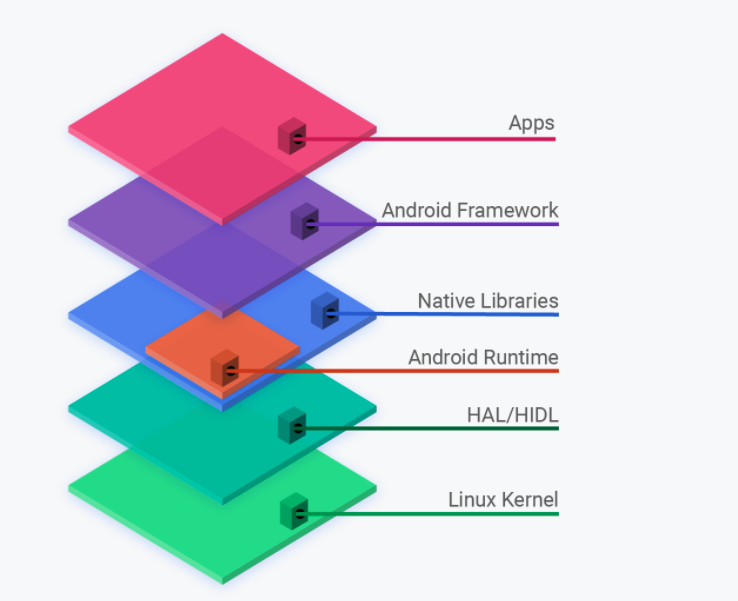 Apps
Android Framework
Native Libraries
Android Runtime
HAL/HIDL
Linux Kernel